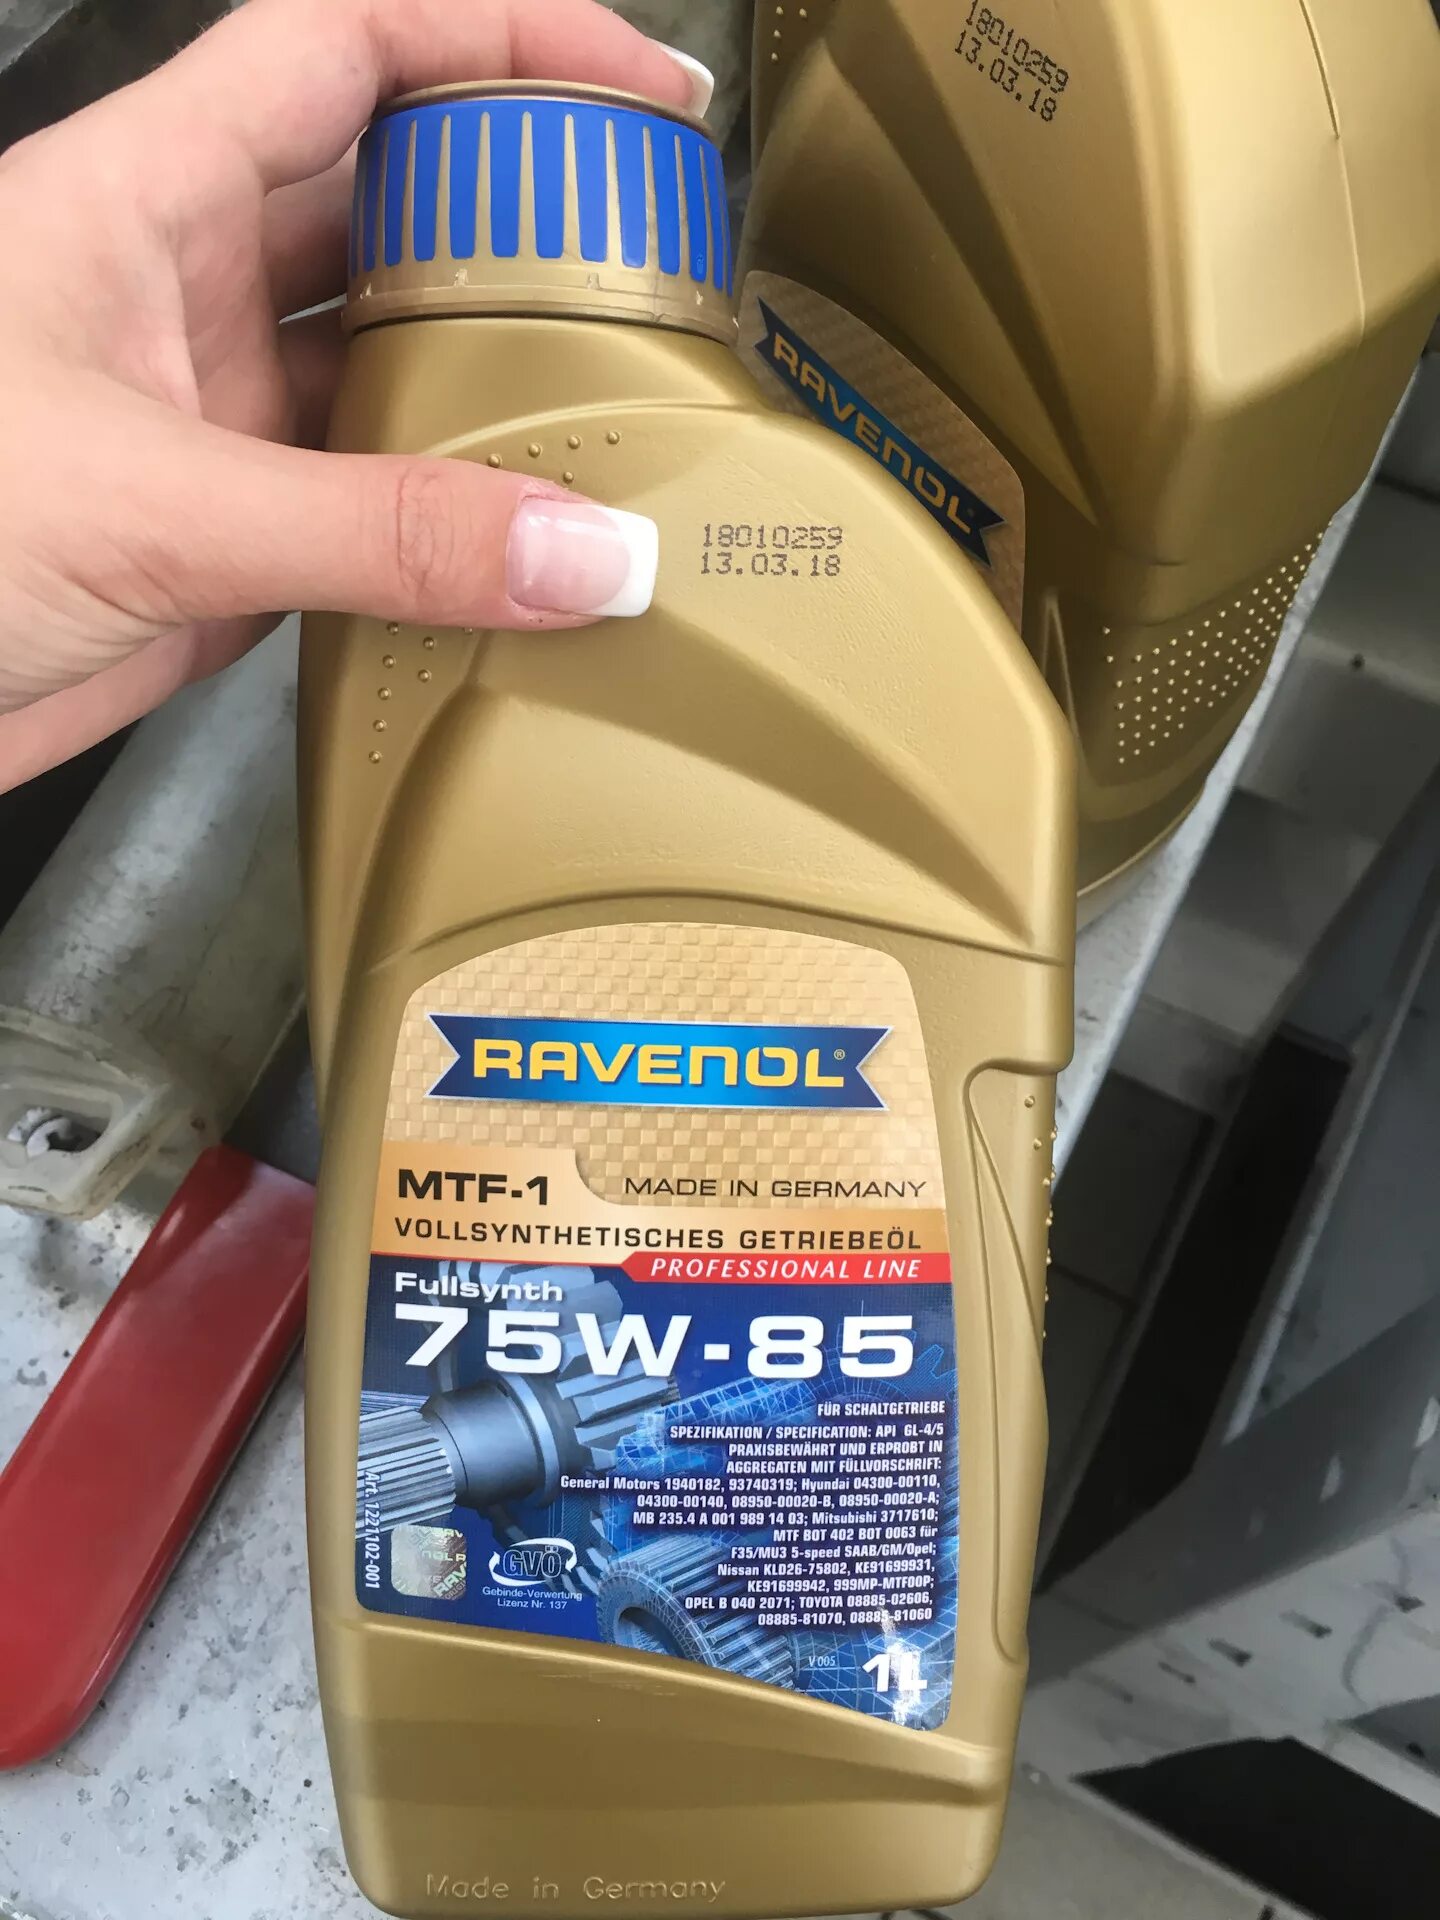 18010259
13.03.18
RAVENOL
18010259
13.03.18
RAVENOL®
MTF-1
MADE IN GERMANY
VOLLSYNTHETISCHES GETRIEBEÖL
PROFESSIONAL LINE
Fullsynth
75W-85
FÜR SCHALTGETRIEBE
SPEZIFIKATION / SPECIFICATION: API GL-4/5
PRAXISBEWÄHRT UND ERPROBT IN
AGGREGATEN MIT FÜLLVORSCHRIFT:
General Motors 1940182, 93740319; Hyundai 04300-00110,
04300-00140, 08950-00020-B, 08950-00020-A;
MB 235.4 A 001 989 14 03; Mitsubishi 3717610;
MTF BOT 402 BOT 0063 für
F35/MU3 5-speed SAAB/GM/Opel;
Nissan KLD26-75802, KE91699931,
KE91699942, 999MP-MTF00P;
OPEL B 040 2071; TOYOTA 08885-02606,
08885-81070, 08885-81060
Art. 1221102-001
GVÖ
Gebinde-Verwertung
Lizenz Nr. 137
V 005
1L
Made in Germany